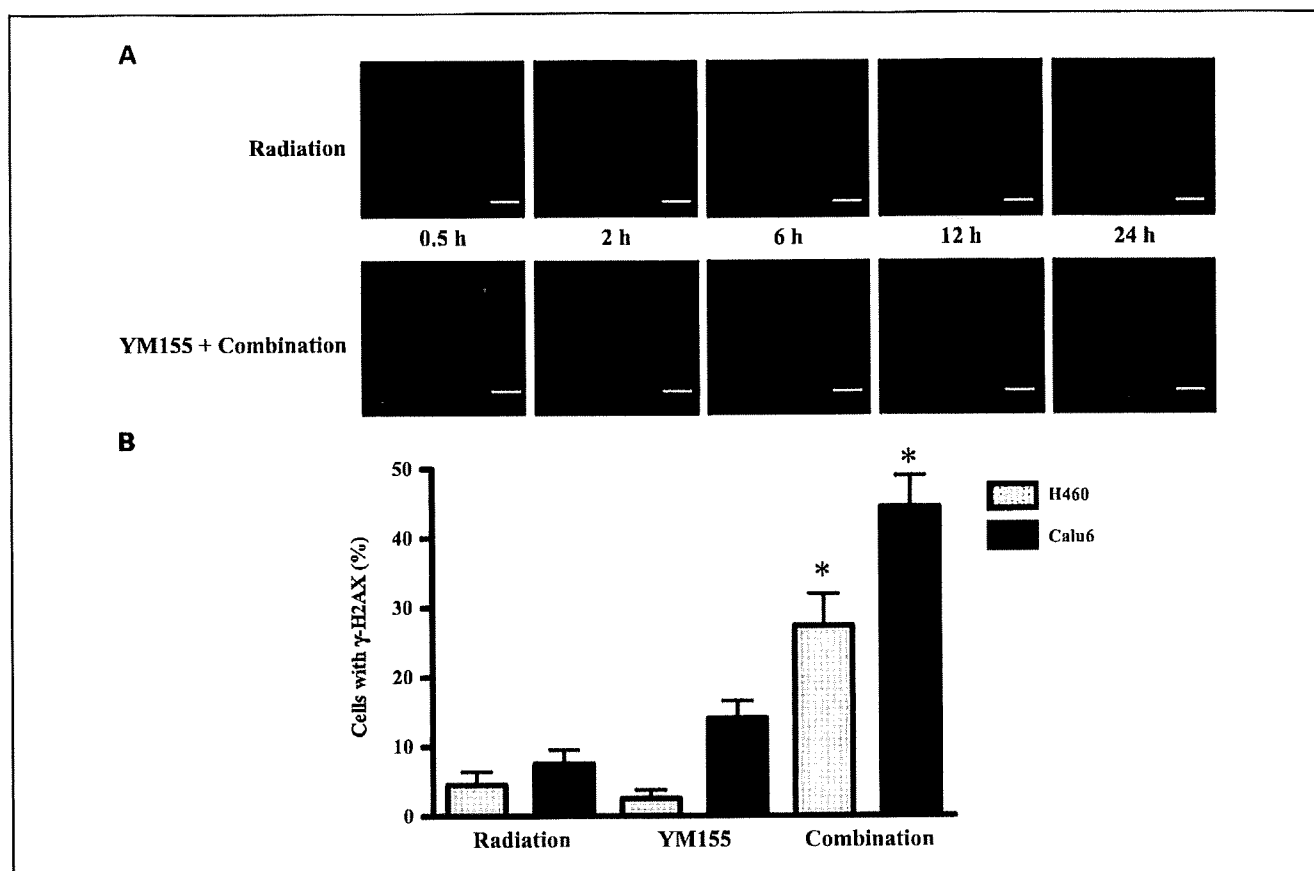 A
Radiation
0.5 h 2 h 6 h 12 h 24 h
YM155 + Combination
B
Cells with γ-H2AX (%)
50
40
30
20
10
0
*
*
H460
Calu6
Radiation YM155 Combination